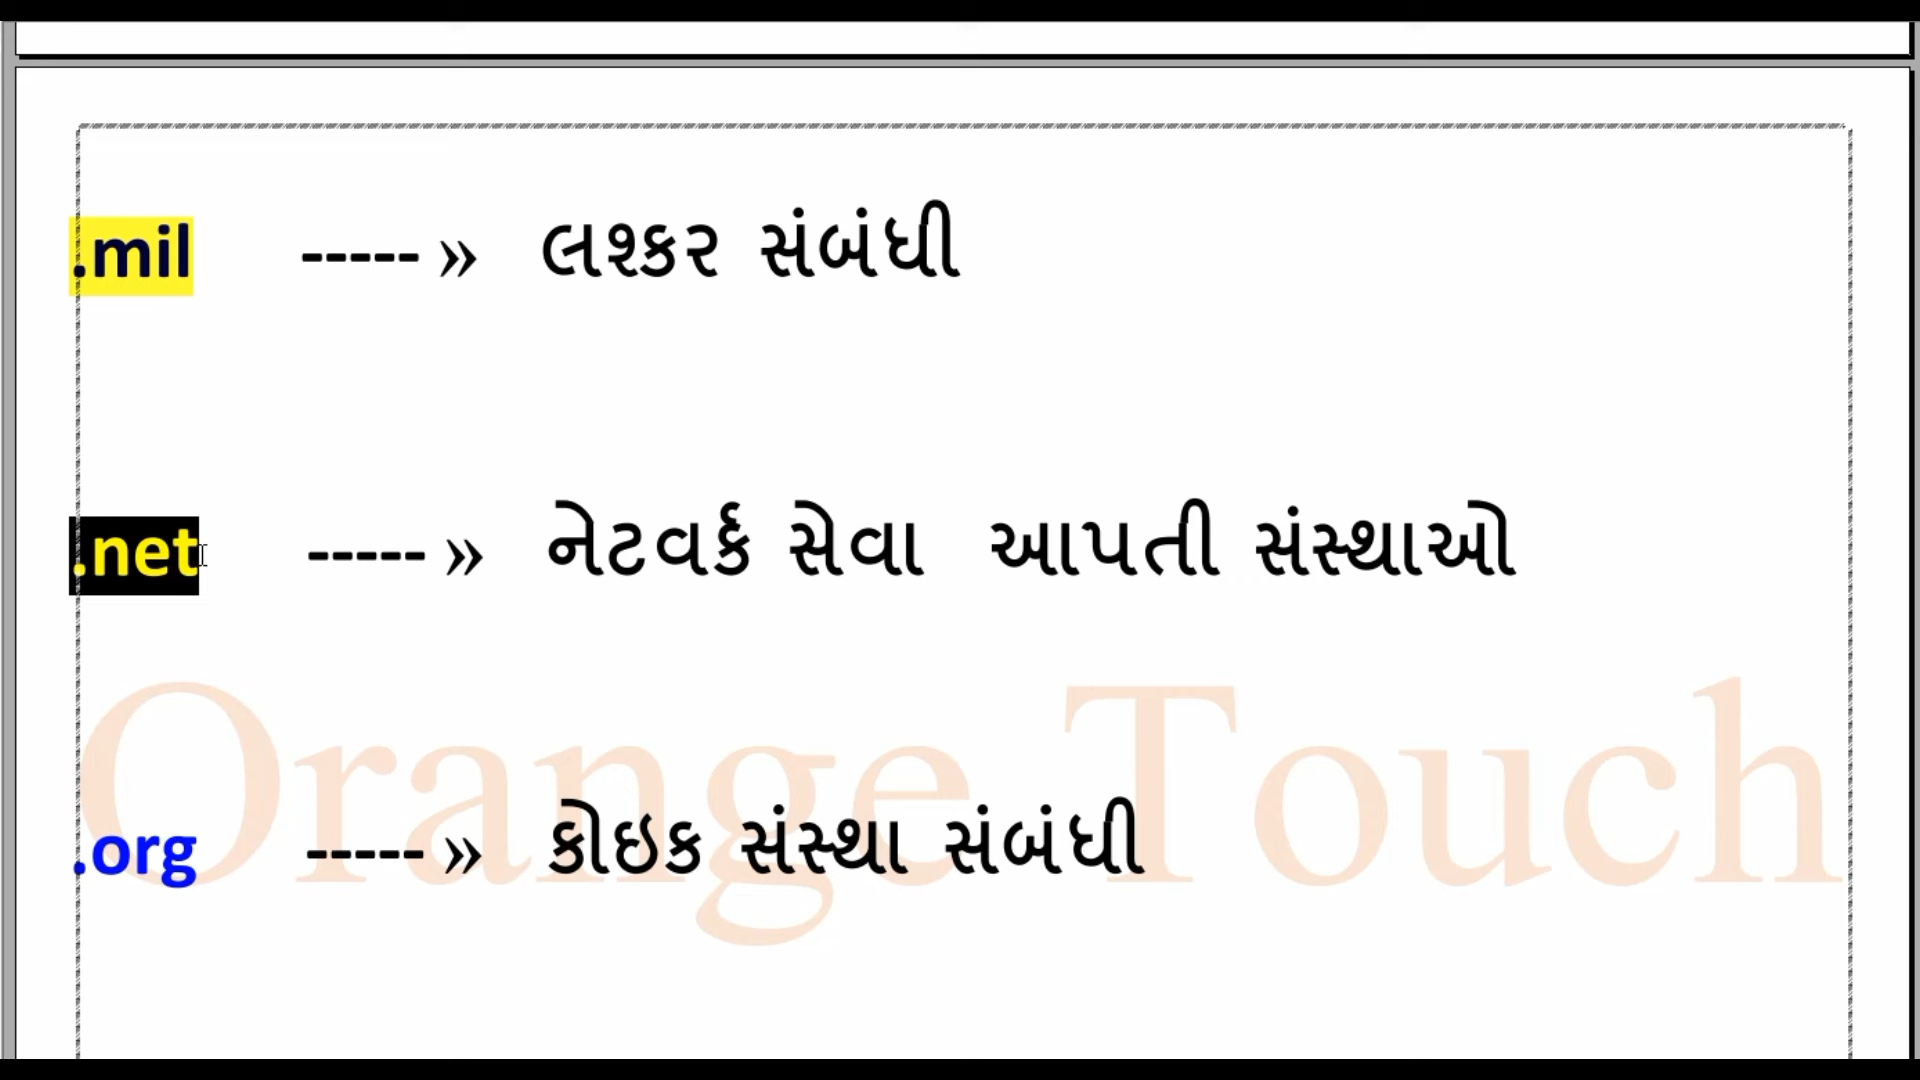 .mil ----- » લશ્કર સંબંધી
.net ----- » નેટવર્ક સેવા આપતી સંસ્થાઓ
Orange Touch
.org ----- » કોઇક સંસ્થા સંબંધી